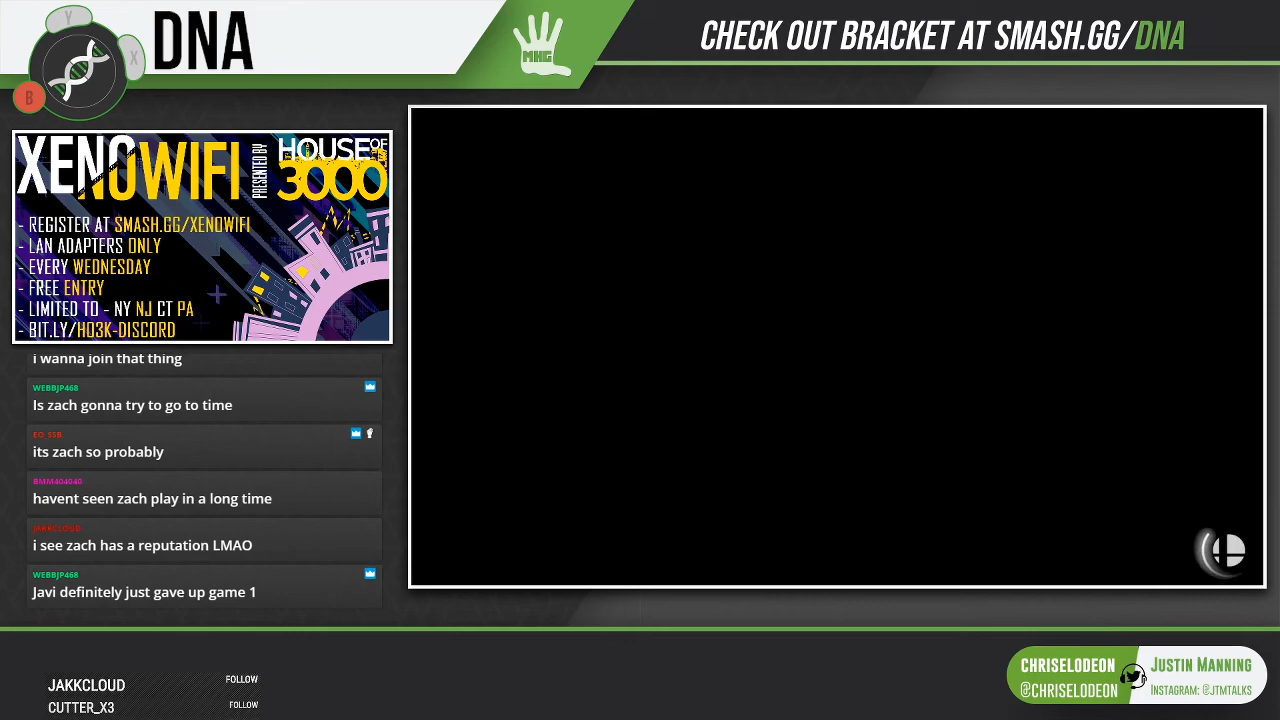 DNA
Y
X
B
MHG
CHECK OUT BRACKET AT SMASH.GG/DNA
XENOWIFI
PRESENTED BY
HOUSE OF
3000
- REGISTER AT SMASH.GG/XENOWIFI
- LAN ADAPTERS ONLY
- EVERY WEDNESDAY
- FREE ENTRY
- LIMITED TO - NY NJ CT PA
- BIT.LY/HO3K-DISCORD
i wanna join that thing
WEBBJP468
Is zach gonna try to go to time
EO_SSB
its zach so probably
BMM404040
havent seen zach play in a long time
JAKKCLOUD
i see zach has a reputation LMAO
WEBBJP468
Javi definitely just gave up game 1
JAKKCLOUD FOLLOW
CUTTER_X3 FOLLOW
CHRISELODEON
@CHRISELODEON
JUSTIN MANNING
INSTAGRAM: @JTMTALKS